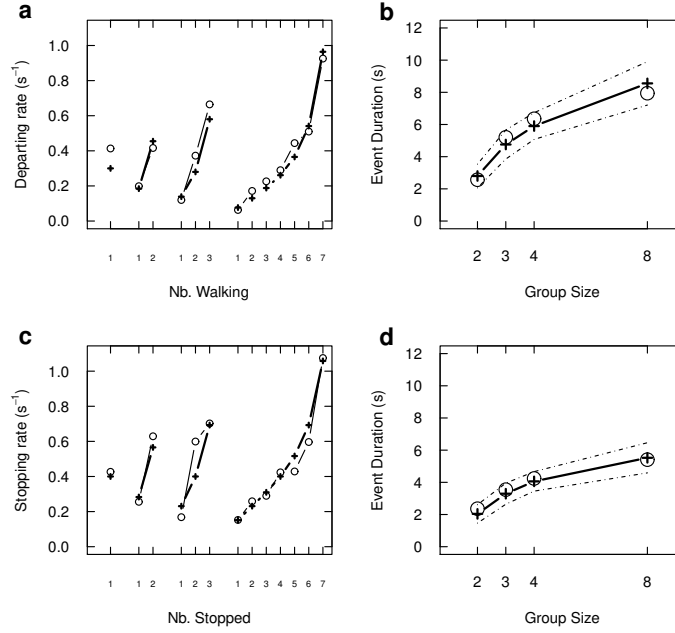 a
Departing rate (s⁻¹)
1.0
0.8
0.6
0.4
0.2
0.0
1 1 2 1 2 3 1 2 3 4 5 6 7
Nb. Walking
b
Event Duration (s)
12
10
8
6
4
2
0
2 3 4 8
Group Size
c
Stopping rate (s⁻¹)
1.0
0.8
0.6
0.4
0.2
0.0
1 1 2 1 2 3 1 2 3 4 5 6 7
Nb. Stopped
d
Event Duration (s)
12
10
8
6
4
2
0
2 3 4 8
Group Size